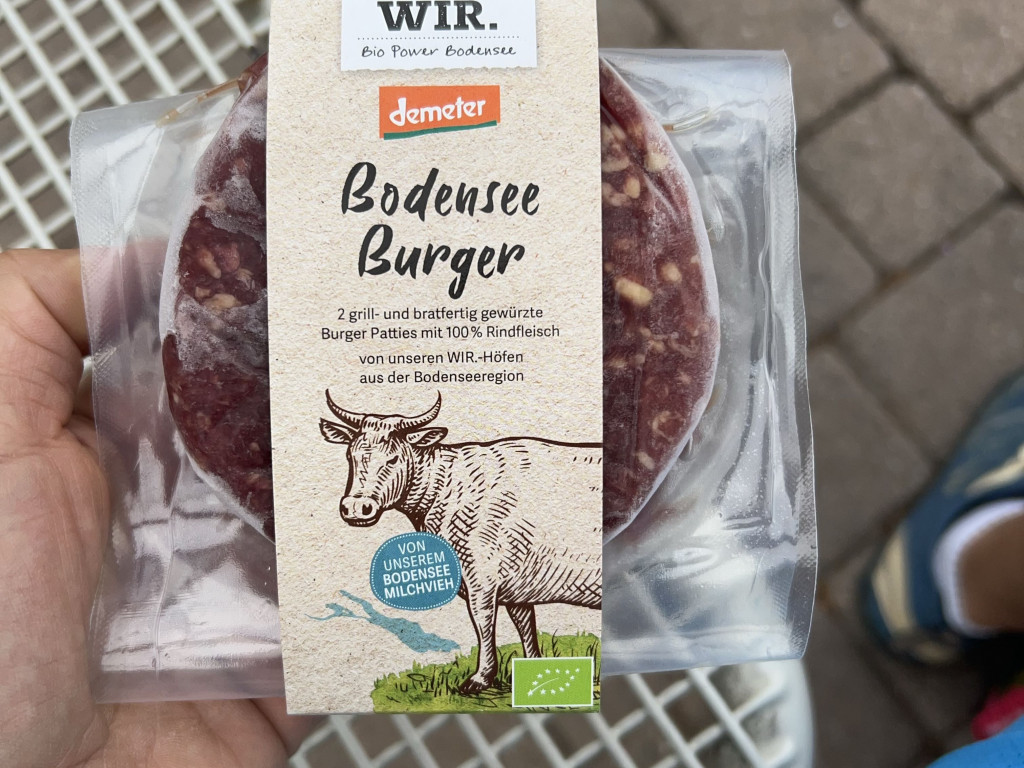 WIR.
Bio Power Bodensee
demeter
Bodensee
Burger
2 grill- und bratfertig gewürzte
Burger Patties mit 100% Rindfleisch
von unseren WIR.-Höfen
aus der Bodenseeregion
VON
UNSEREM
BODENSEE
MILCHVIEH